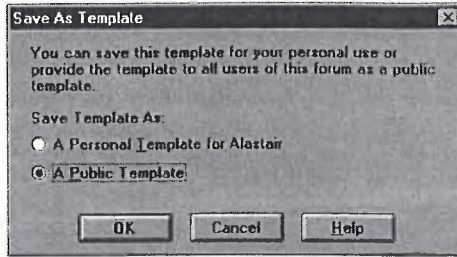 Save As Template
You can save this template for your personal use or
provide the template to all users of this forum as a public
template.
Save Template As:
A Personal Template for Alastair
A Public Template
OK
Cancel
Help